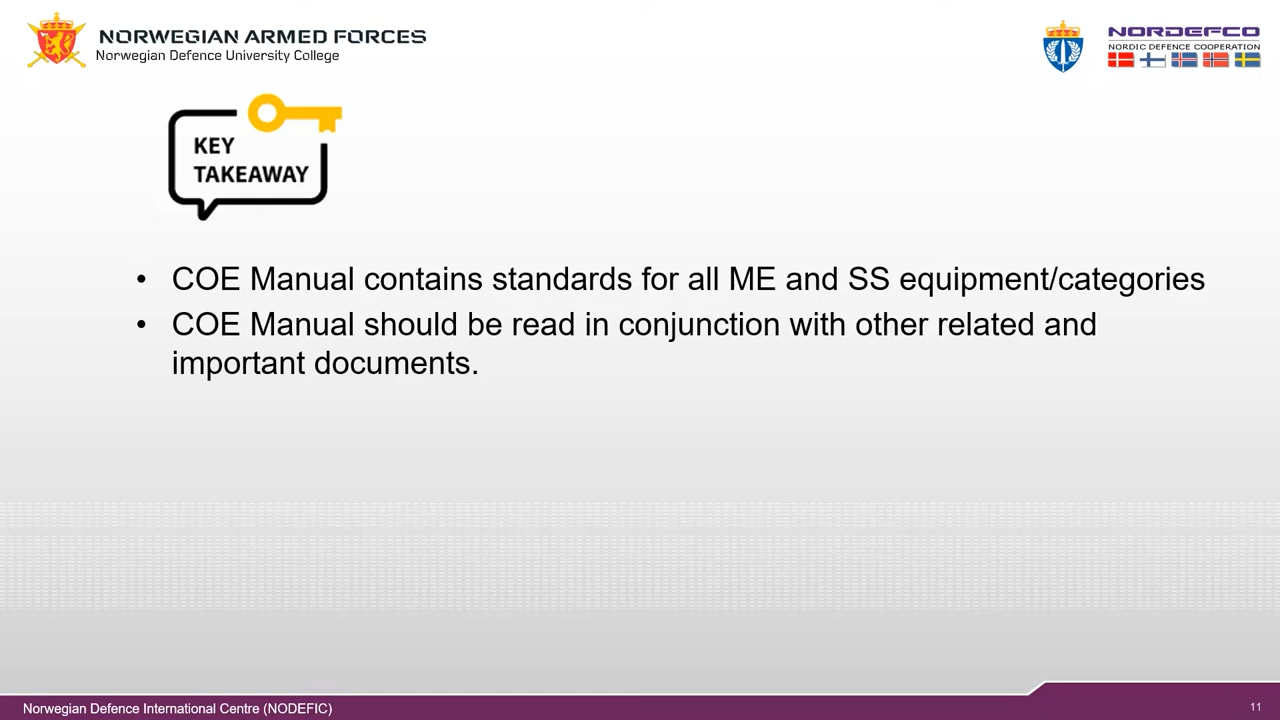 NORWEGIAN ARMED FORCES
Norwegian Defence University College
NORDEFCO
NORDIC DEFENCE COOPERATION
KEY
TAKEAWAY
• COE Manual contains standards for all ME and SS equipment/categories
• COE Manual should be read in conjunction with other related and
important documents.
Norwegian Defence International Centre (NODEFIC)
11